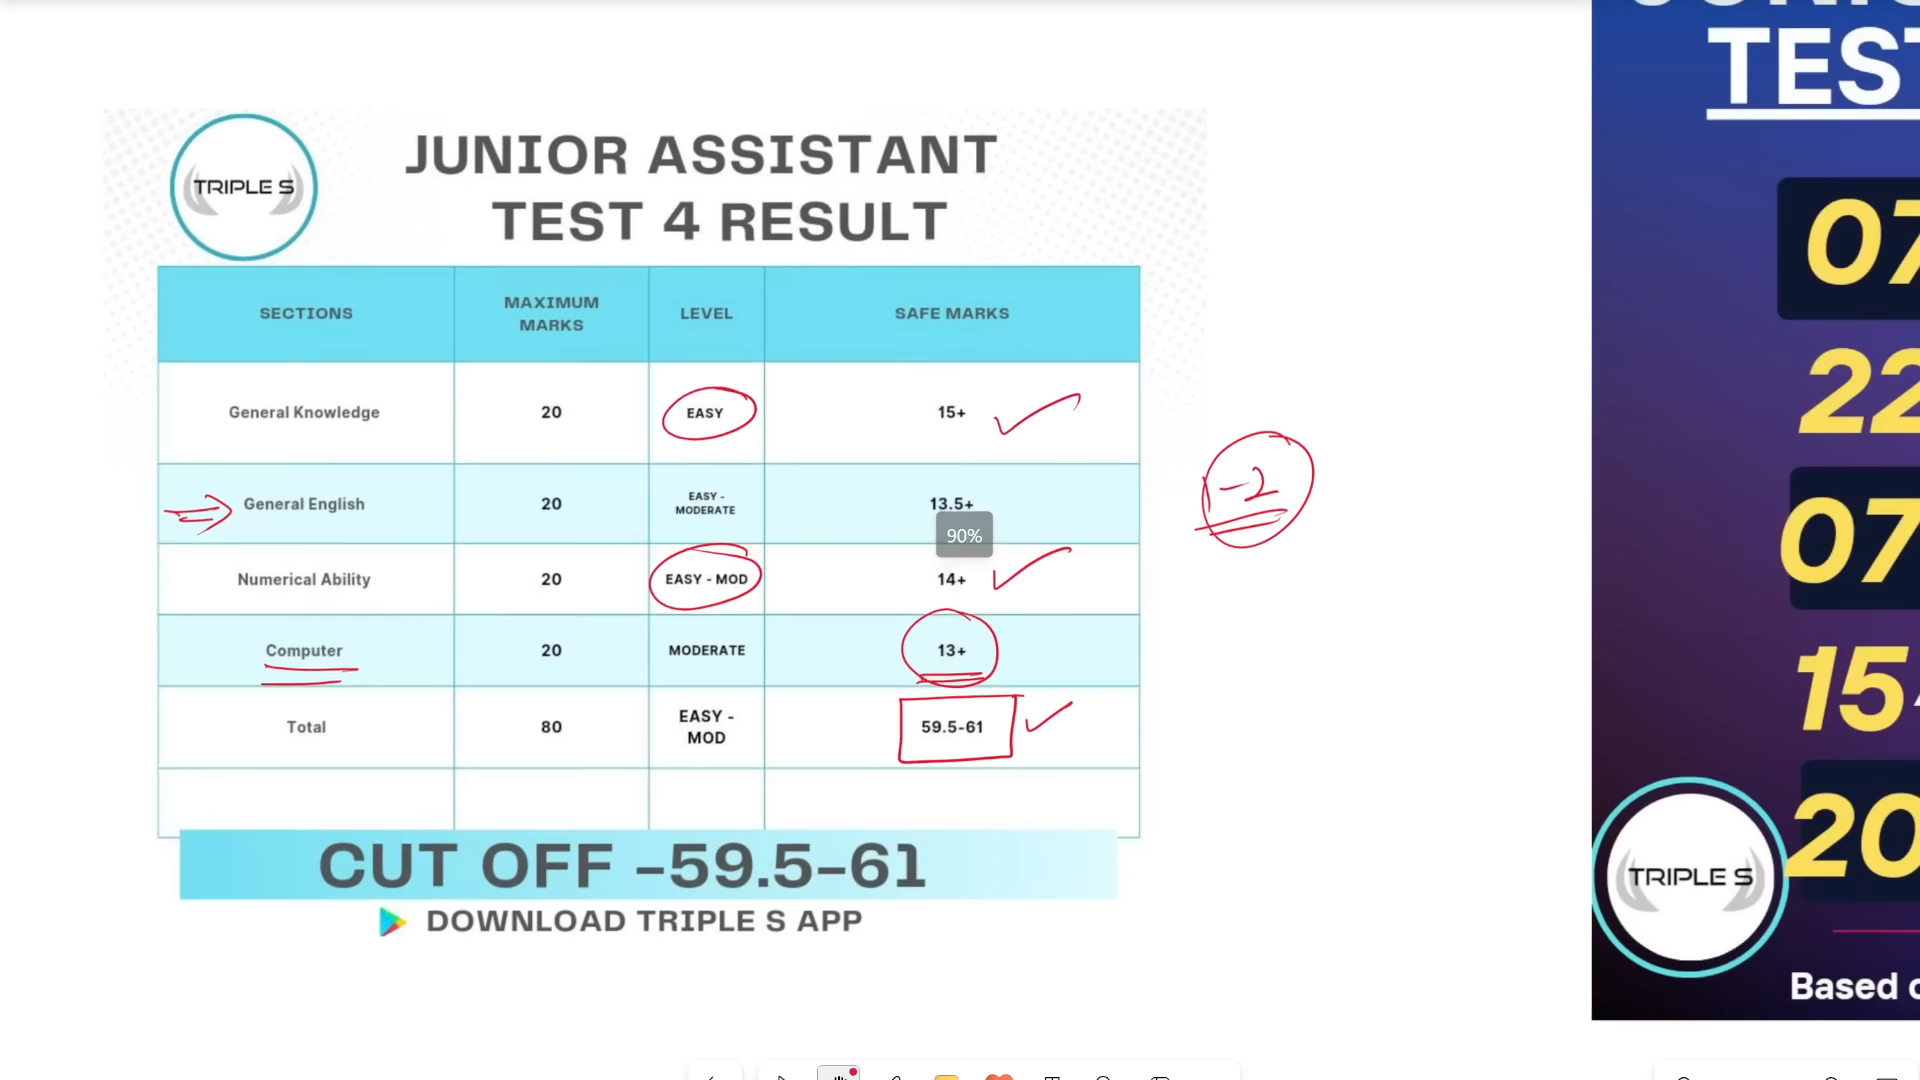 TRIPLE S
JUNIOR ASSISTANT
TEST 4 RESULT
SECTIONS MAXIMUM MARKS LEVEL SAFE MARKS
General Knowledge 20 EASY 15+
General English 20 EASY - MODERATE 13.5+
90%
Numerical Ability 20 EASY - MOD 14+
Computer 20 MODERATE 13+
Total 80 EASY - MOD 59.5-61
CUT OFF -59.5-61
DOWNLOAD TRIPLE S APP
-2
TES
07
22
07
15
20
TRIPLE S
Based